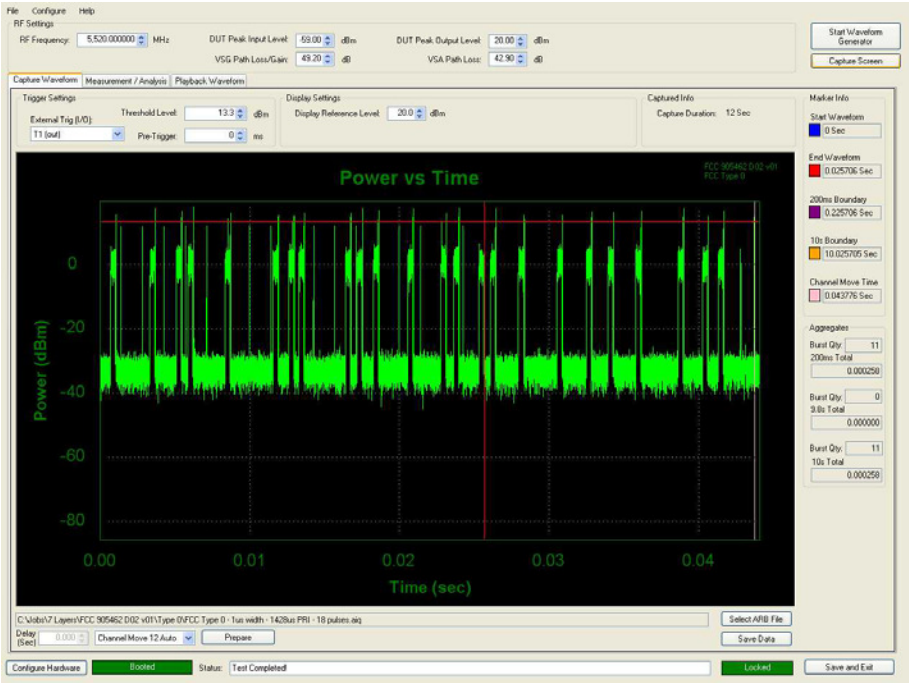 File Configure Help
RF Settings
RF Frequency: 5,520.000000 MHz
DUT Peak Input Level: -59.00 dBm
DUT Peak Output Level: 20.00 dBm
VSG Path Loss/Gain: 49.20 dB
VSA Path Loss: 42.90 dB
Start Waveform Generator
Capture Screen
Capture Waveform Measurement / Analysis Playback Waveform
Trigger Settings
External Trig (I/O):
T1 (out)
Threshold Level: 13.3 dBm
Pre-Trigger: 0 ms
Display Settings
Display Reference Level: 20.0 dBm
Captured Info
Capture Duration: 12 Sec
Power vs Time
FCC 905462 D02 v01
FCC Type 0
Power (dBm)
0
-20
-40
-60
-80
0.00 0.01 0.02 0.03 0.04
Time (sec)
Marker Info
Start Waveform
0 Sec
End Waveform
0.025706 Sec
200ms Boundary
0.225706 Sec
10s Boundary
10.025705 Sec
Channel Move Time
0.043776 Sec
Aggregates
Burst Qty: 11
200ms Total
0.000258
Burst Qty: 0
9.8s Total
0.000000
Burst Qty: 11
10s Total
0.000258
C:\Jobs\7 Layers\FCC 905462 D02 v01\Type 0\FCC Type 0 - 1us width - 1428us PRI - 18 pulses.aiq
Select ARB File
Delay (Sec) 0.000 Channel Move 12 Auto Prepare
Save Data
Configure Hardware Booted Status: Test Completed! Locked Save and Exit